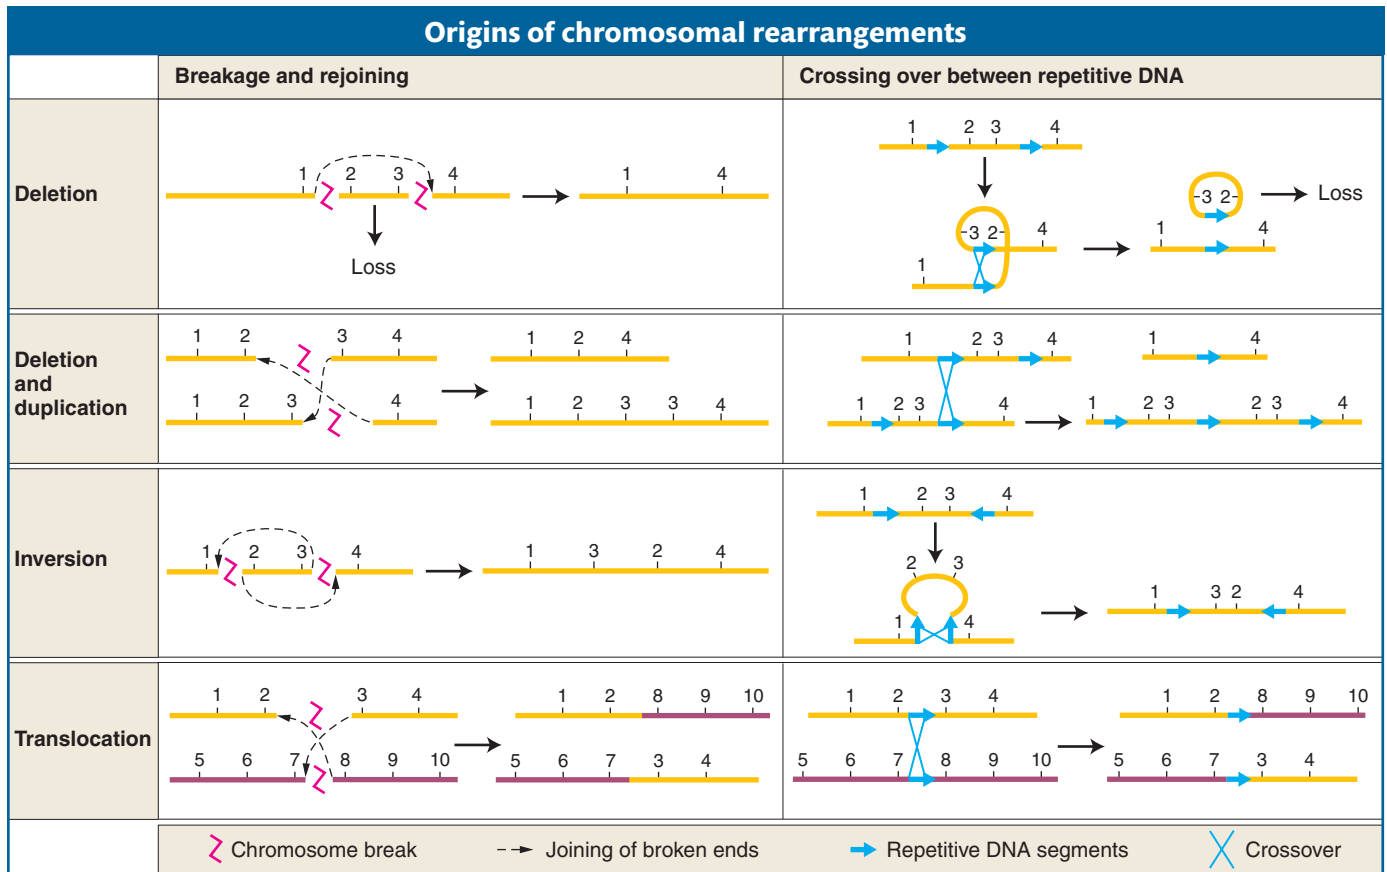 Origins of chromosomal rearrangements
Breakage and rejoining
Crossing over between repetitive DNA
Deletion
1 2 3 4
Loss
1 4
1 2 3 4
3 2
4
1
3 2
Loss
1 4
Deletion
and
duplication
1 2 3 4
1 2 3 4
1 2 4
1 2 3 3 4
1 2 3 4
1 2 3 4
1 4
1 2 3 2 3 4
Inversion
1 2 3 4
1 3 2 4
1 2 3 4
2 3
1 4
1 3 2 4
Translocation
1 2 3 4
5 6 7 8 9 10
1 2 8 9 10
5 6 7 3 4
1 2 3 4
5 6 7 8 9 10
1 2 8 9 10
5 6 7 3 4
Chromosome break
Joining of broken ends
Repetitive DNA segments
Crossover